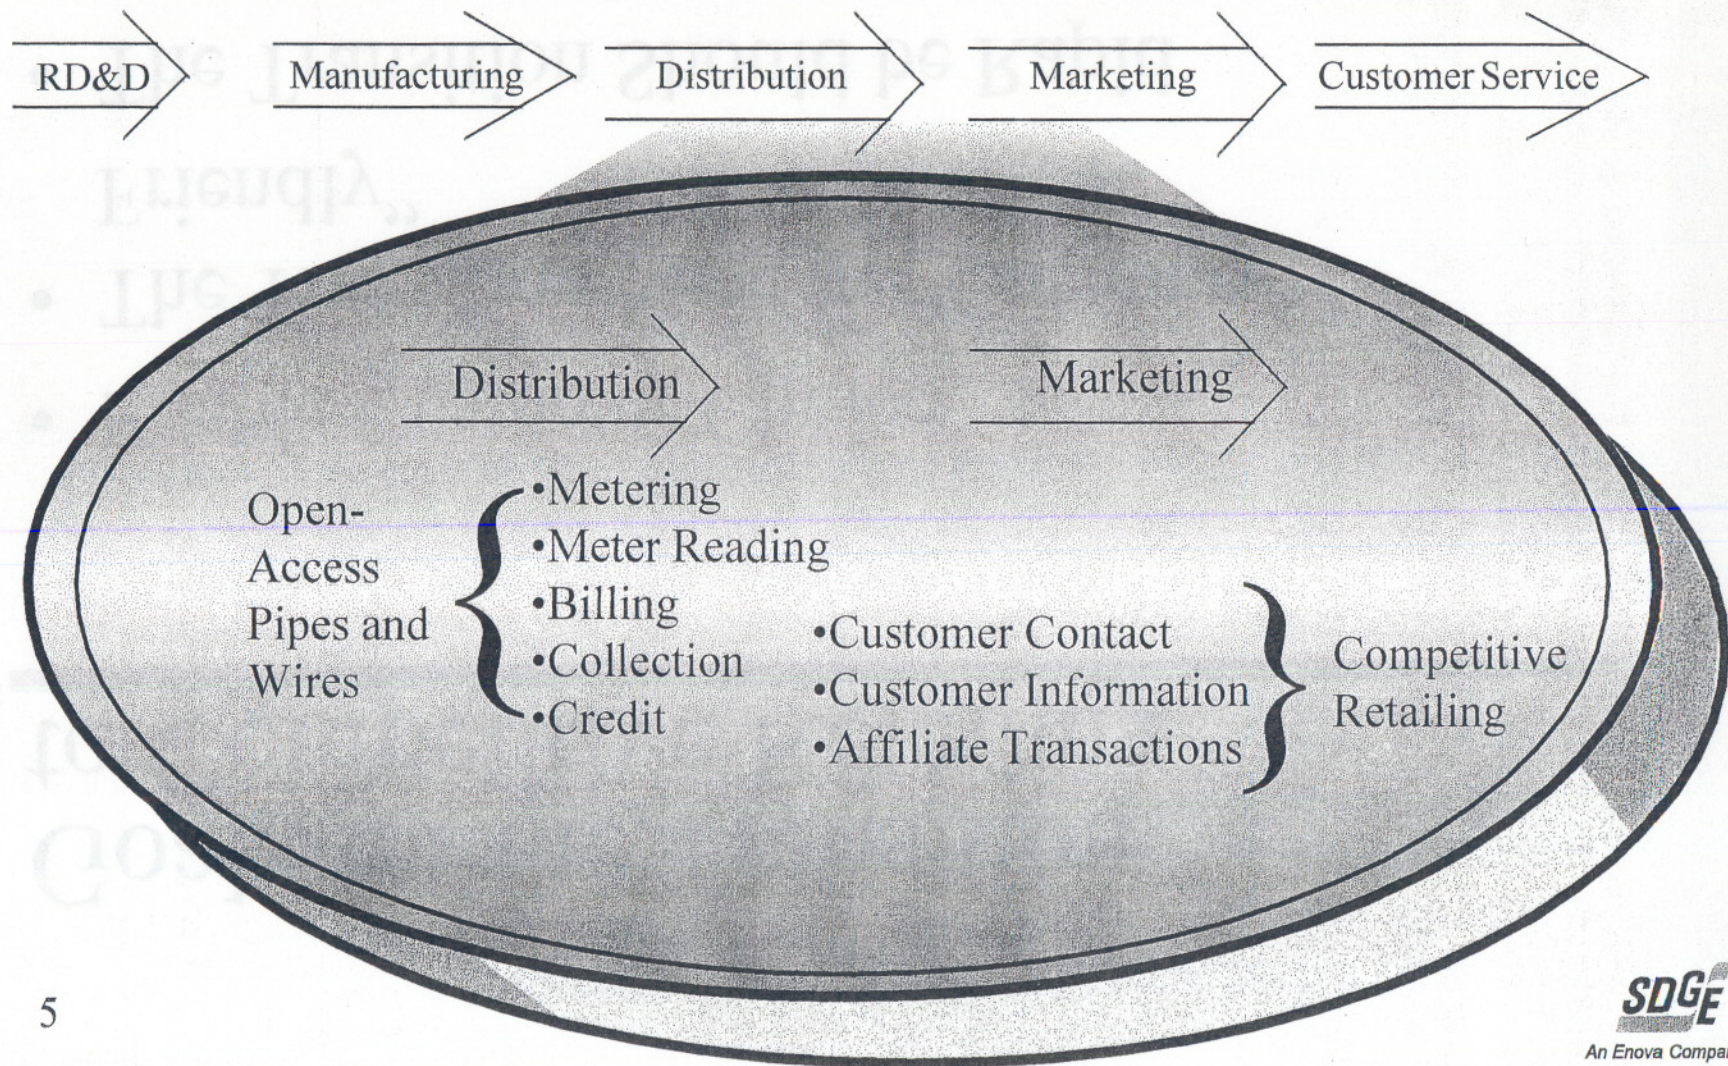 RD&D
Manufacturing
Distribution
Marketing
Customer Service
Distribution
Marketing
Open-
Access
Pipes and
Wires
•Metering
•Meter Reading
•Billing
•Collection
•Credit
•Customer Contact
•Customer Information
•Affiliate Transactions
Competitive
Retailing
5
SDGE
An Enova Compan